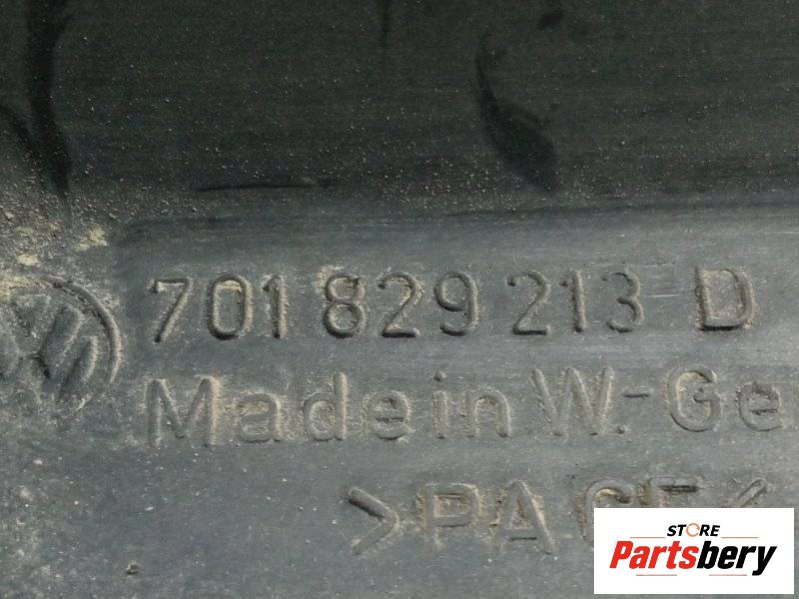 701 829 213 D
Made in W.-Ge
>PA
STORE
Partsbery